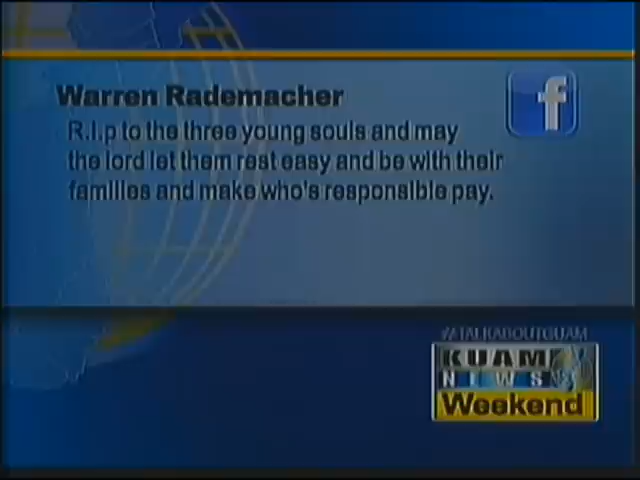 Warren Rademacher
f
R.I.p to the three young souls and may
the lord let them rest easy and be with their
families and make who's responsible pay.
#TALKABOUTGUAM
KUAM
NEWS
Weekend